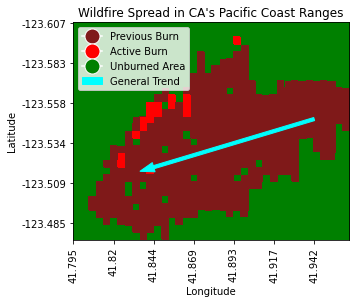 Wildfire Spread in CA's Pacific Coast Ranges
Previous Burn
Active Burn
Unburned Area
General Trend
Latitude
-123.607
-123.583
-123.558
-123.534
-123.509
-123.485
41.795
41.82
41.844
41.869
41.893
41.917
41.942
Longitude